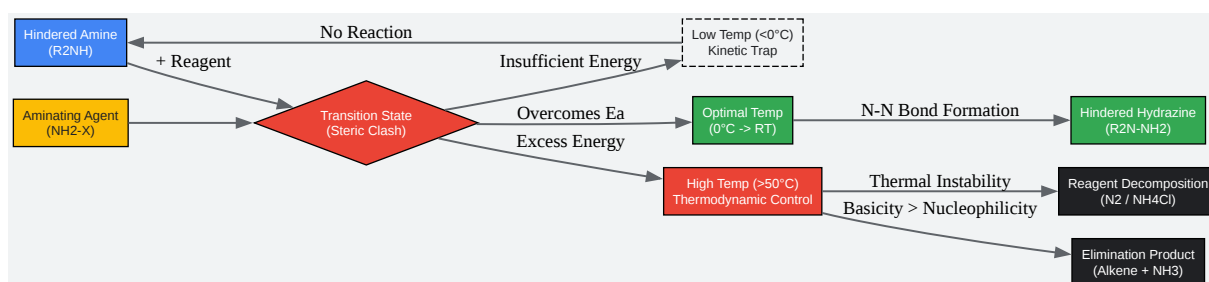 Hindered Amine
(R2NH)
No Reaction
Low Temp (<0°C)
Kinetic Trap
+ Reagent
Insufficient Energy
Aminating Agent
(NH2-X)
Transition State
(Steric Clash)
Overcomes Ea
Optimal Temp
(0°C -> RT)
N-N Bond Formation
Hindered Hydrazine
(R2N-NH2)
Excess Energy
High Temp (>50°C)
Thermodynamic Control
Thermal Instability
Reagent Decomposition
(N2 / NH4Cl)
Basicity > Nucleophilicity
Elimination Product
(Alkene + NH3)